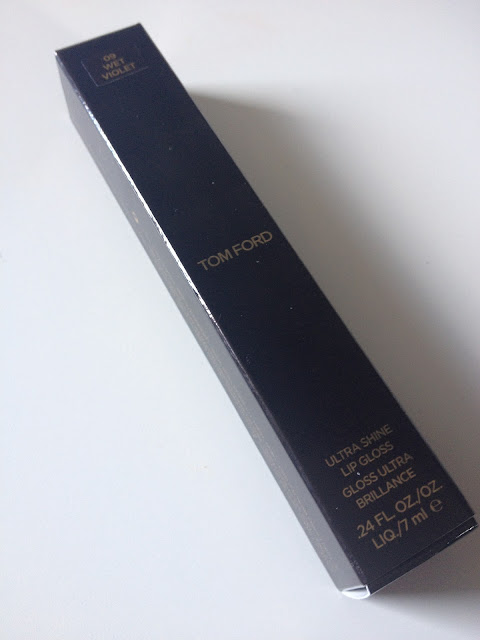 09
WET
VIOLET
TOM FORD
ULTRA SHINE
LIP GLOSS
GLOSS ULTRA
BRILLANCE
.24 FL. OZ./OZ.
LIQ./7 ml ℮